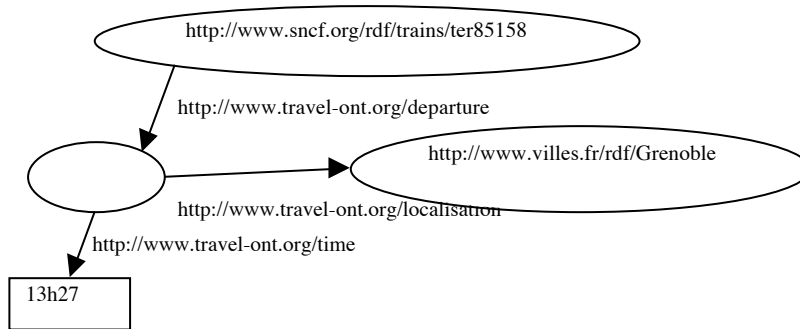 http://www.sncf.org/rdf/trains/ter85158
http://www.travel-ont.org/departure
http://www.villes.fr/rdf/Grenoble
http://www.travel-ont.org/localisation
http://www.travel-ont.org/time
13h27